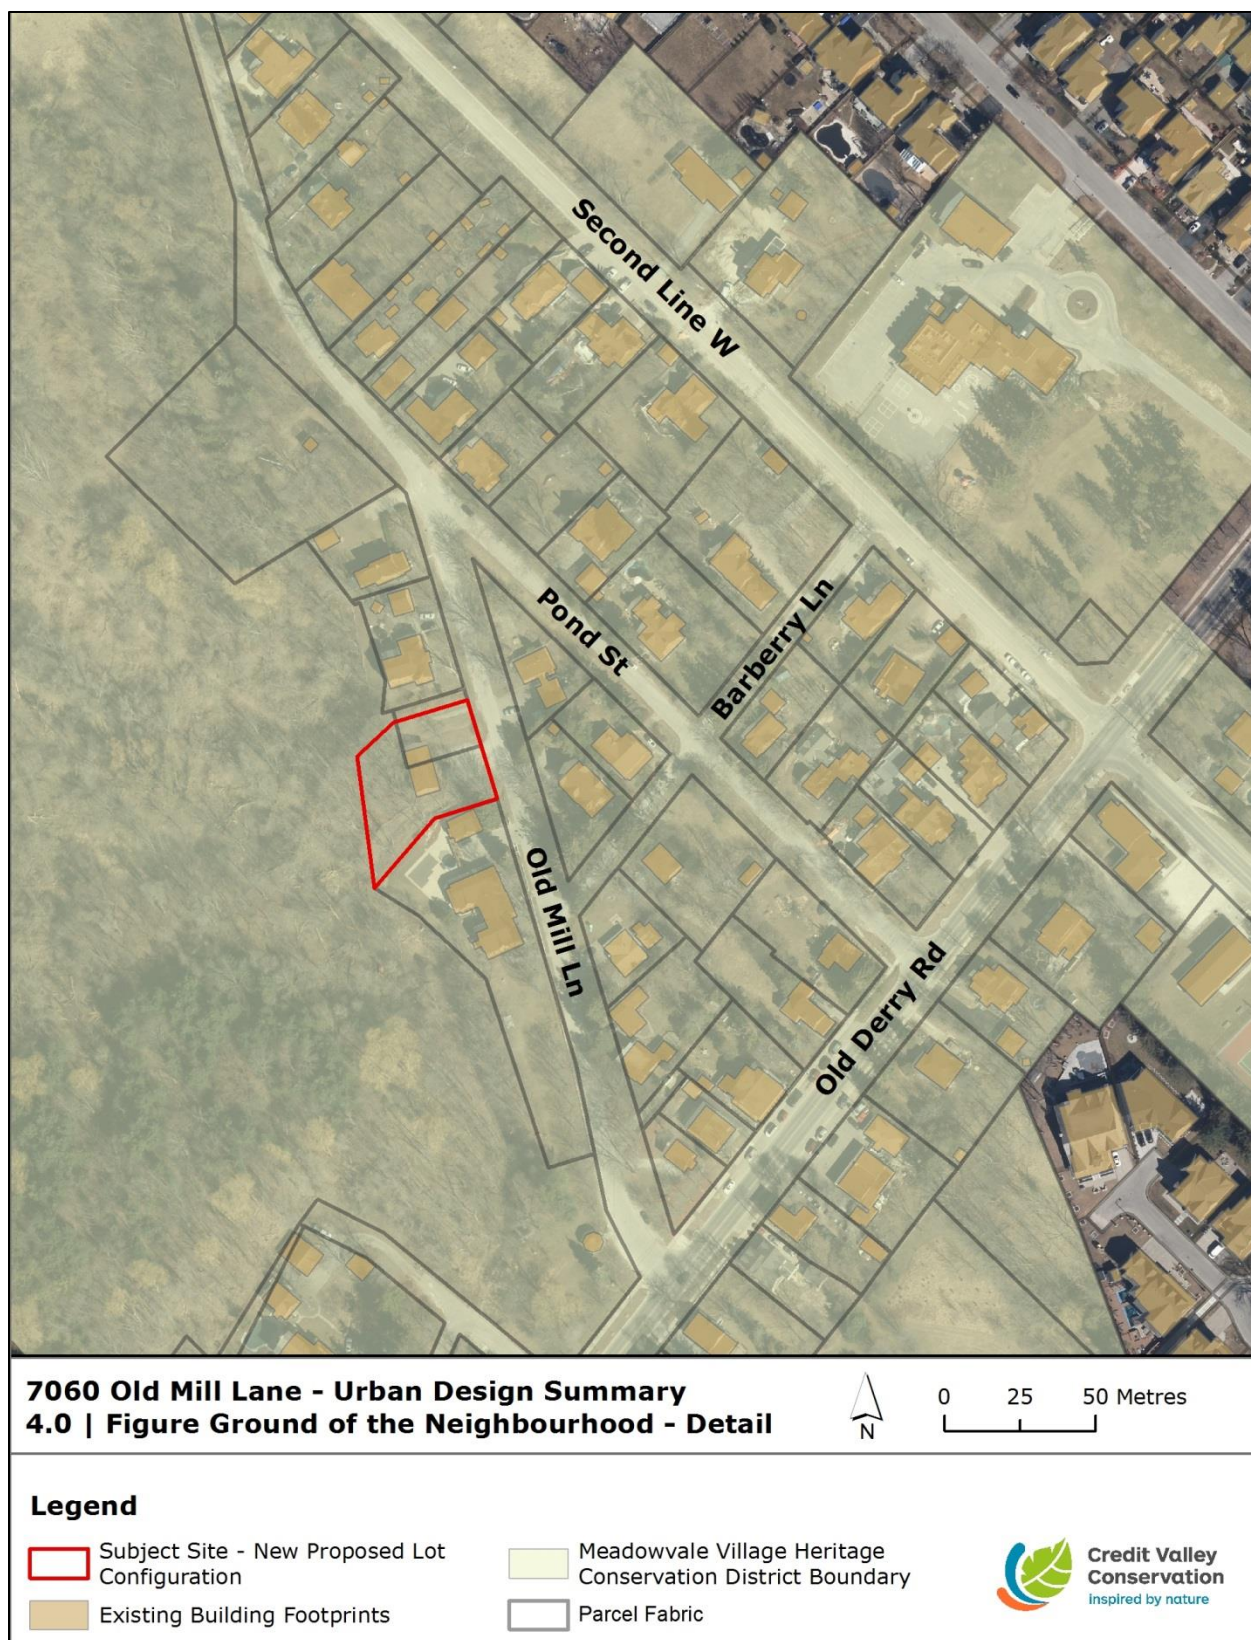 Second Line W
Pond St
Barberry Ln
Old Mill Ln
Old Derry Rd
7060 Old Mill Lane - Urban Design Summary
4.0 | Figure Ground of the Neighbourhood - Detail
N
0 25 50 Metres
Legend
Subject Site - New Proposed Lot
Configuration
Existing Building Footprints
Meadowvale Village Heritage
Conservation District Boundary
Parcel Fabric
Credit Valley
Conservation
inspired by nature